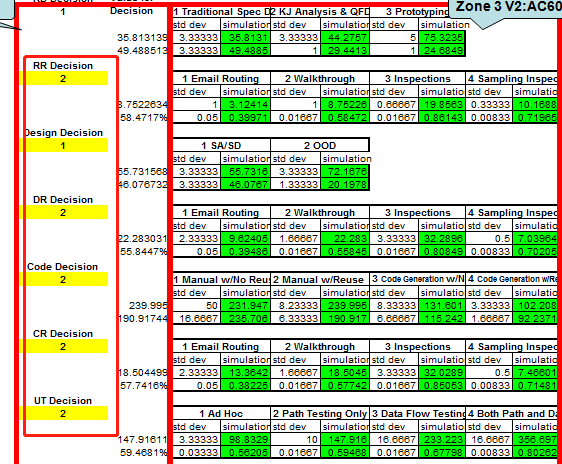 Zone 3 V2:AC60
RD Decision
1
Decision
1 Traditional Spec D 2 KJ Analysis & QFD 3 Prototyping
std dev simulation std dev simulation std dev simulatio
35.813139 3.33333 35.8131 3.33333 44.2757 5 75.3235
49.488513 3.33333 49.4885 1 29.4413 1 24.6849
RR Decision
2
1 Email Routing 2 Walkthrough 3 Inspections 4 Sampling Inspec
std dev simulation std dev simulation std dev simulatio std dev simulation
8.7522634 1 3.12414 1 8.75226 0.66667 19.8563 0.33333 10.1688
58.4717% 0.05 0.39971 0.01667 0.58472 0.01667 0.86143 0.00833 0.71965
Design Decision
1
1 SA/SD 2 OOD
std dev simulation std dev simulation
55.731568 3.33333 55.7316 3.33333 72.1676
46.076732 3.33333 46.0767 1.33333 20.1978
DR Decision
2
1 Email Routing 2 Walkthrough 3 Inspections 4 Sampling Inspec
std dev simulation std dev simulation std dev simulatio std dev simulation
22.283031 2.33333 9.62405 1.66667 22.283 3.33333 32.2896 0.5 7.03964
55.8447% 0.05 0.39486 0.01667 0.55845 0.01667 0.80849 0.00833 0.70205
Code Decision
2
1 Manual w/No Reus 2 Manual w/Reuse 3 Code Generation w/N 4 Code Generation w/Re
std dev simulation std dev simulation std dev simulatio std dev simulation
239.995 50 231.947 8.23333 239.995 8.33333 131.601 3.33333 102.208
190.91744 16.6667 235.706 6.33333 190.917 6.66667 115.242 1.66667 92.2371
CR Decision
2
1 Email Routing 2 Walkthrough 3 Inspections 4 Sampling Inspec
std dev simulation std dev simulation std dev simulatio std dev simulation
18.504499 2.33333 13.3642 1.66667 18.5045 3.33333 32.0289 0.5 7.46601
57.7416% 0.05 0.38225 0.01667 0.57742 0.01667 0.85053 0.00833 0.71481
UT Decision
2
1 Ad Hoc 2 Path Testing Only 3 Data Flow Testing 4 Both Path and Da
std dev simulation std dev simulation std dev simulatio std dev simulation
147.91611 3.33333 98.8329 10 147.916 16.6667 233.223 16.6667 356.697
59.4681% 0.03333 0.56205 0.01667 0.59468 0.01667 0.67798 0.00833 0.80262